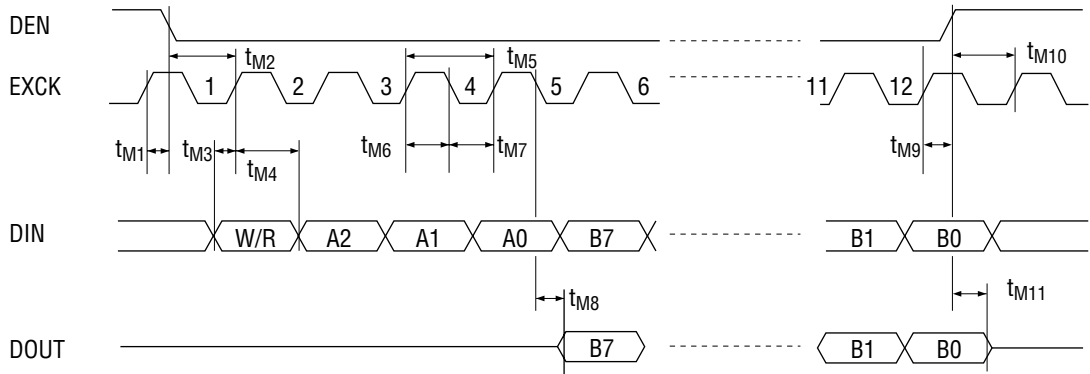 DEN
tM2
tM5
tM10
EXCK
1 2 3 4 5 6 11 12
tM1
tM3
tM4
tM6
tM7
tM9
DIN
W/R A2 A1 A0 B7 B1 B0
tM8
tM11
DOUT
B7 B1 B0